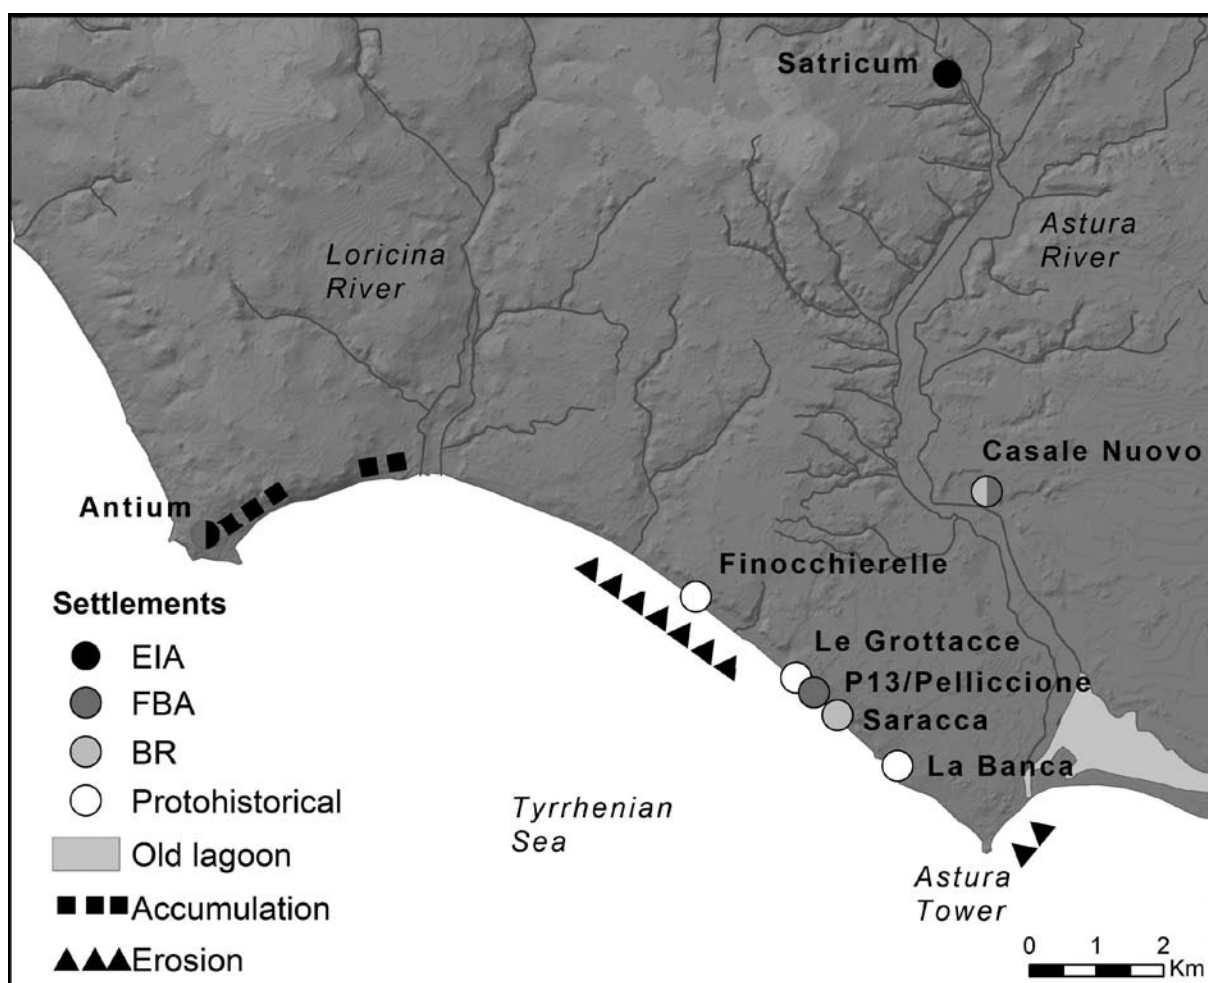 Satricum
Astura
River
Loricina
River
Casale Nuovo
Antium
Finocchierelle
Le Grottacce
P13/Pelliccione
Saracca
La Banca
Tyrrhenian
Sea
Astura
Tower
Settlements
EIA
FBA
BR
Protohistorical
Old lagoon
Accumulation
Erosion
0 1 2
Km